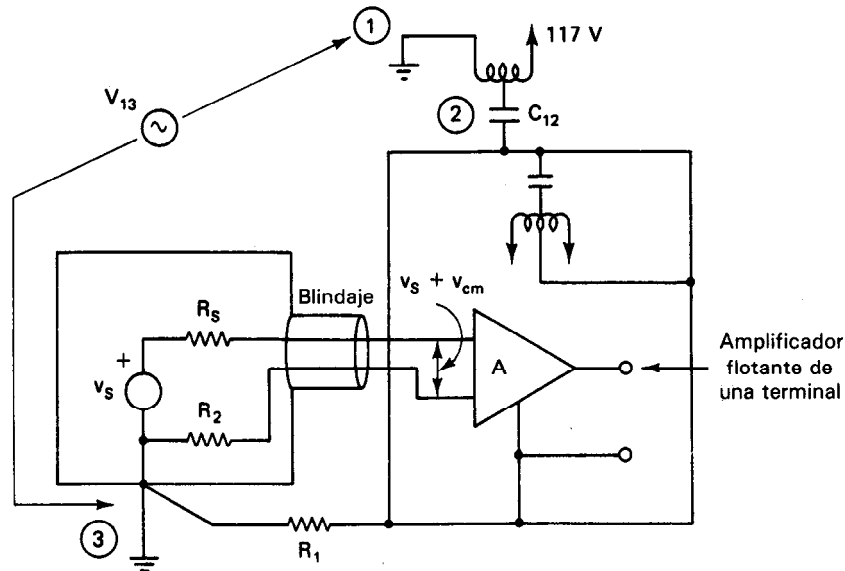 1
117 V
V13
2
C12
Blindaje
vS + vcm
RS
+
vS
R2
A
Amplificador
flotante de
una terminal
3
R1